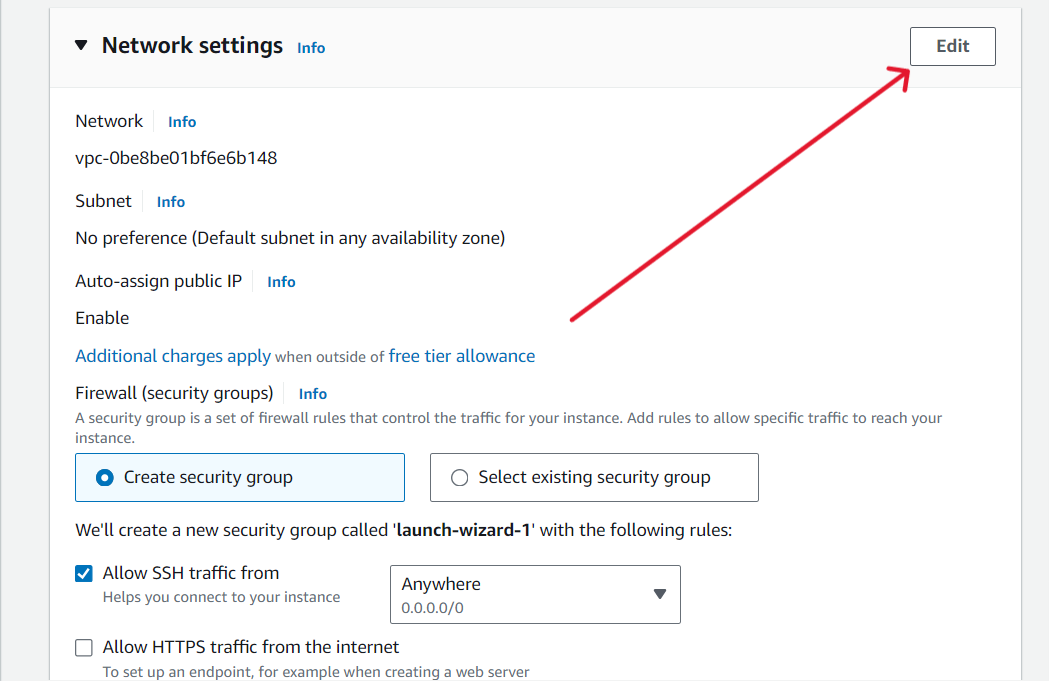 Network settings Info
Edit
Network Info
vpc-0be8be01bf6e6b148
Subnet Info
No preference (Default subnet in any availability zone)
Auto-assign public IP Info
Enable
Additional charges apply when outside of free tier allowance
Firewall (security groups) Info
A security group is a set of firewall rules that control the traffic for your instance. Add rules to allow specific traffic to reach your
instance.
Create security group
Select existing security group
We'll create a new security group called 'launch-wizard-1' with the following rules:
Allow SSH traffic from
Helps you connect to your instance
Anywhere
0.0.0.0/0
Allow HTTPS traffic from the internet
To set up an endpoint, for example when creating a web server